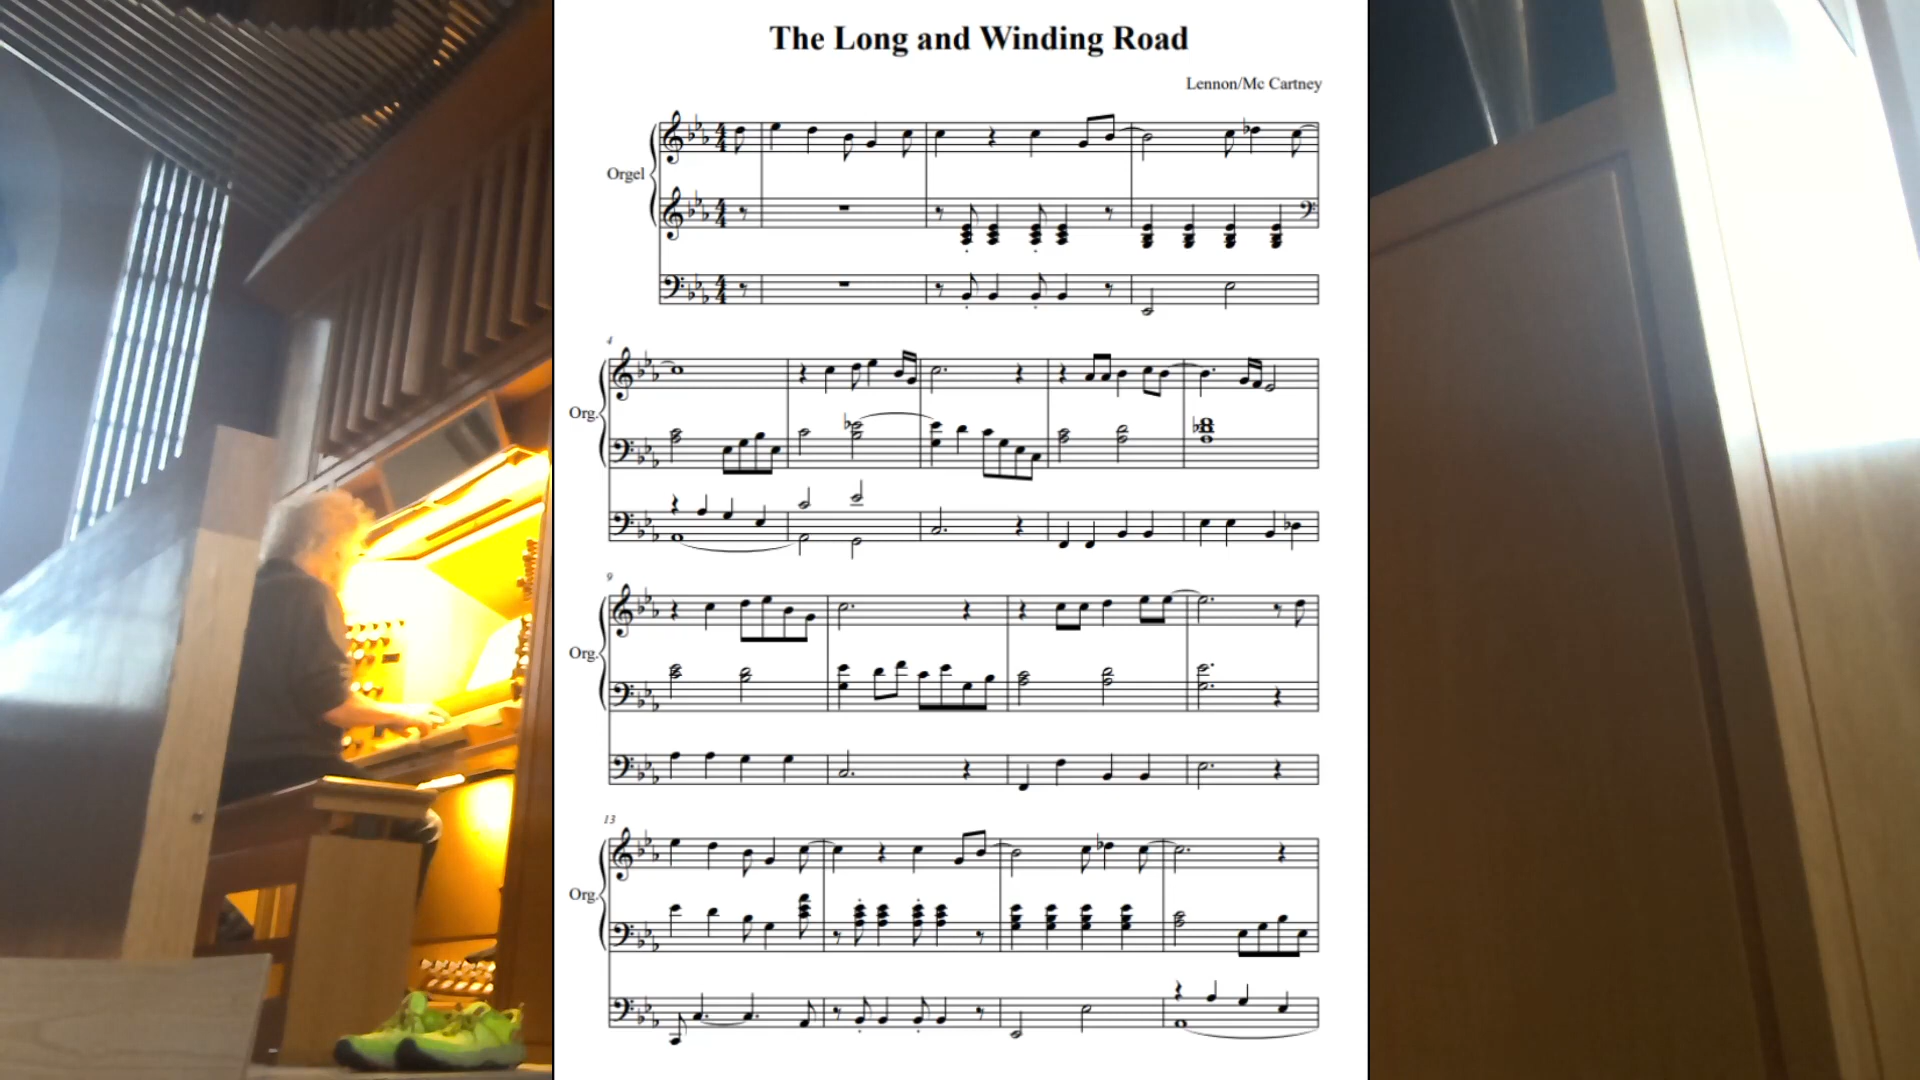 The Long and Winding Road
Lennon/Mc Cartney
Orgel
4
Org.
9
Org.
13
Org.